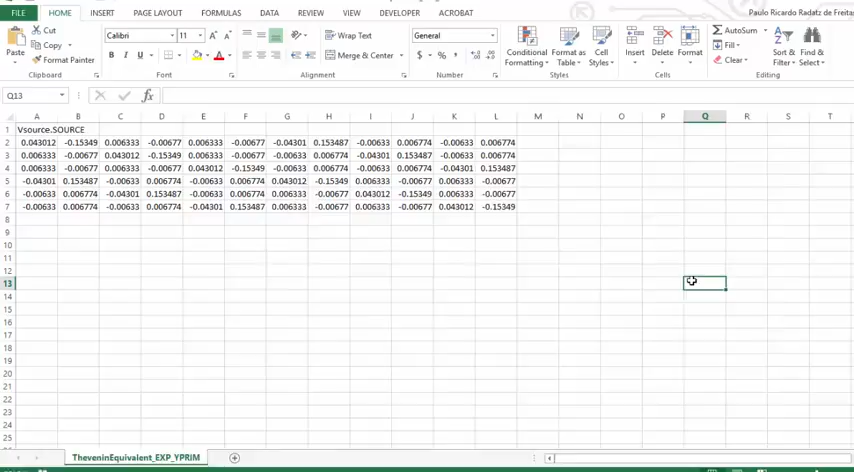 Paulo Ricardo Radatz de Freitas
FILE HOME INSERT PAGE LAYOUT FORMULAS DATA REVIEW VIEW DEVELOPER ACROBAT
Cut Calibri 11 Wrap Text General AutoSum
Copy Fill
Paste Format Painter B I U Merge & Center $ % Conditional Formatting Format as Table Cell Styles Insert Delete Format Clear Sort & Filter Find & Select
Clipboard Font Alignment Number Styles Cells Editing
Q13 fx
A B C D E F G H I J K L M N O P Q R S T
1 Vsource.SOURCE
2 0.043012 -0.15349 0.006333 -0.00677 0.006333 -0.00677 -0.04301 0.153487 -0.00633 0.006774 -0.00633 0.006774
3 0.006333 -0.00677 0.043012 -0.15349 0.006333 -0.00677 -0.00633 0.006774 -0.04301 0.153487 -0.00633 0.006774
4 0.006333 -0.00677 0.006333 -0.00677 0.043012 -0.15349 -0.00633 0.006774 -0.00633 0.006774 -0.04301 0.153487
5 -0.04301 0.153487 -0.00633 0.006774 -0.00633 0.006774 0.043012 -0.15349 0.006333 -0.00677 0.006333 -0.00677
6 -0.00633 0.006774 -0.04301 0.153487 -0.00633 0.006774 0.006333 -0.00677 0.043012 -0.15349 0.006333 -0.00677
7 -0.00633 0.006774 -0.00633 0.006774 -0.04301 0.153487 0.006333 -0.00677 0.006333 -0.00677 0.043012 -0.15349
8
9
10
11
12
13
14
15
16
17
18
19
20
21
22
23
24
25
TheveninEquivalent_EXP_YPRIM